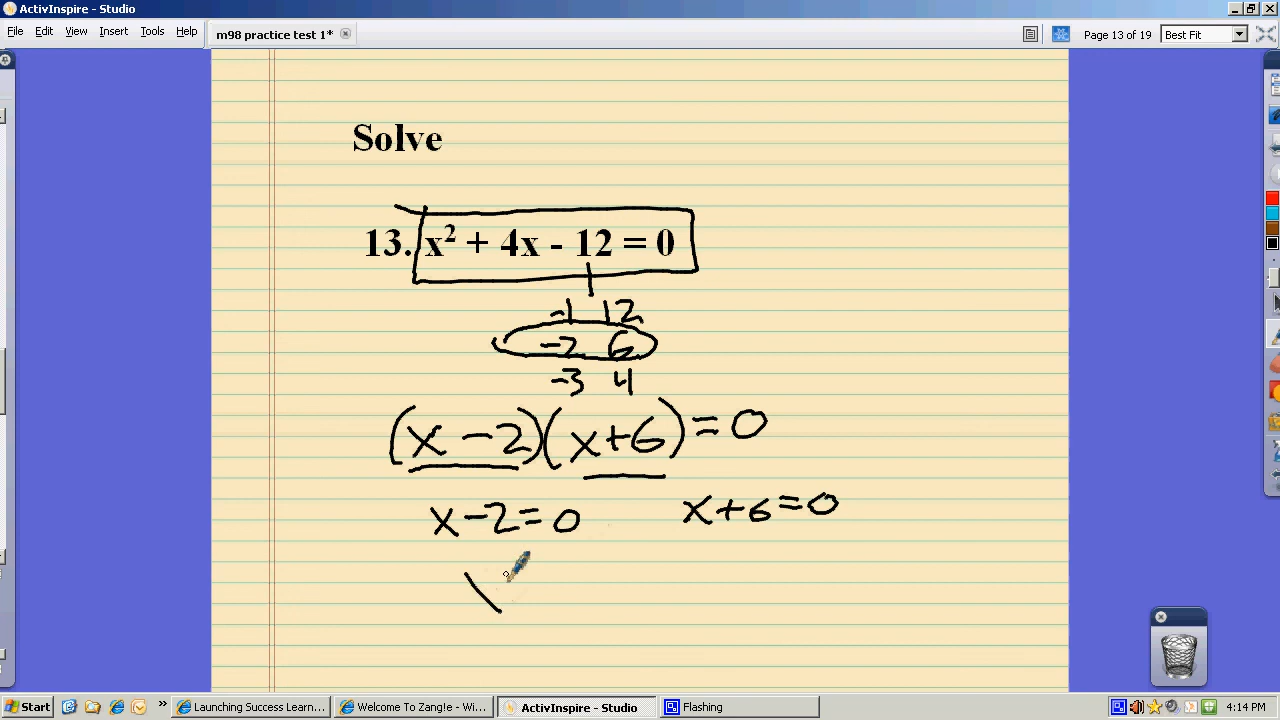 ActivInspire - Studio
File Edit View Insert Tools Help
m98 practice test 1*
Page 13 of 19
Best Fit
Solve
13. x² + 4x - 12 = 0
-1 12
-2 6
-3 4
(x - 2)(x + 6) = 0
x - 2 = 0 x + 6 = 0
Start
Launching Success Learn...
Welcome To Zang!s? - Wi...
ActivInspire - Studio
Flashing
4:14 PM